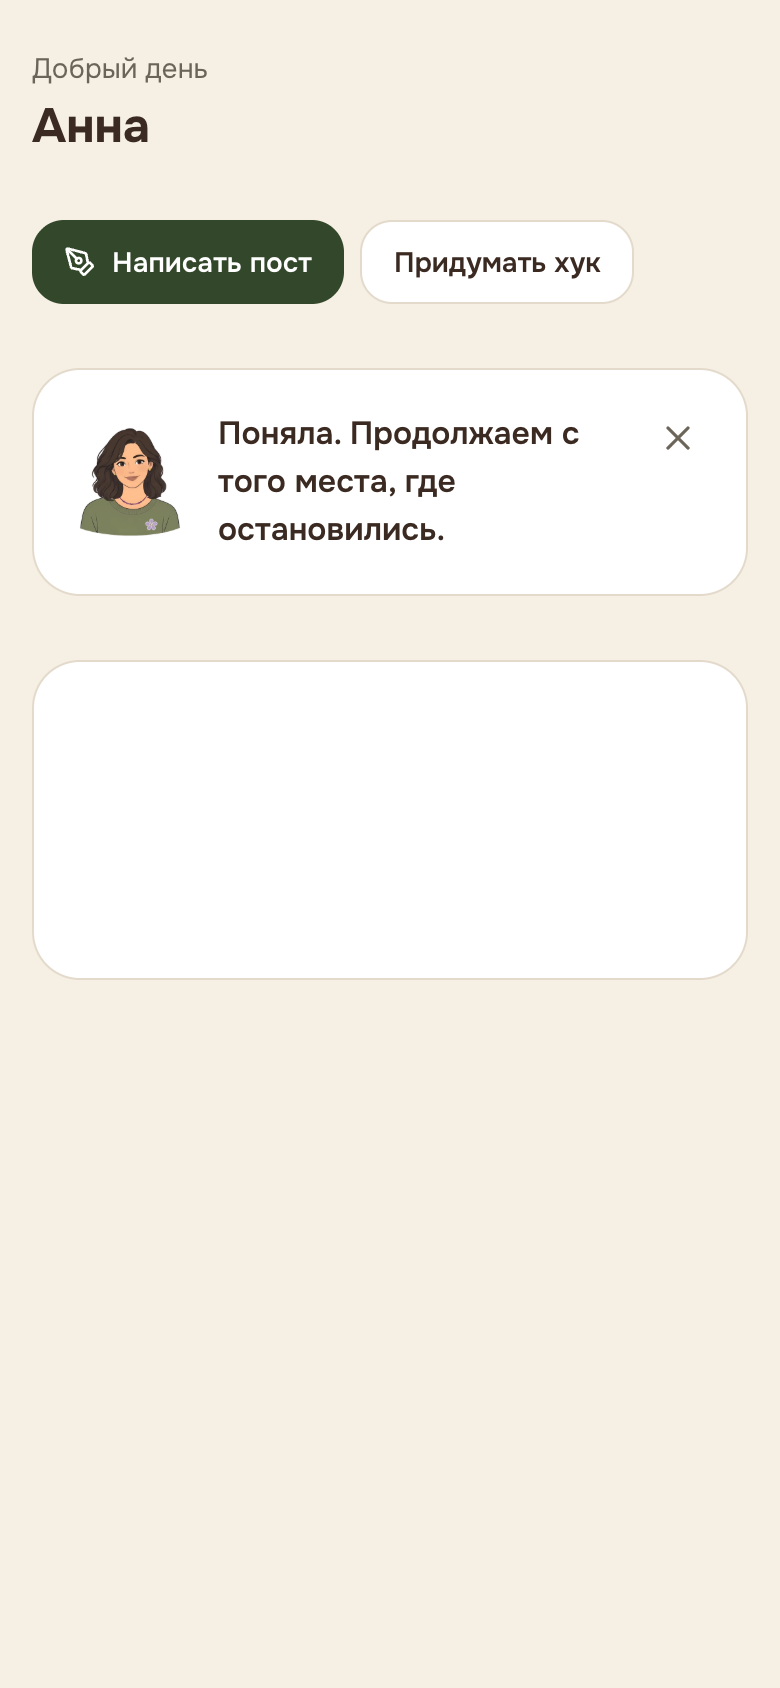 Добрый день
Анна
Написать пост
Придумать хук
Поняла. Продолжаем с
того места, где
остановились.